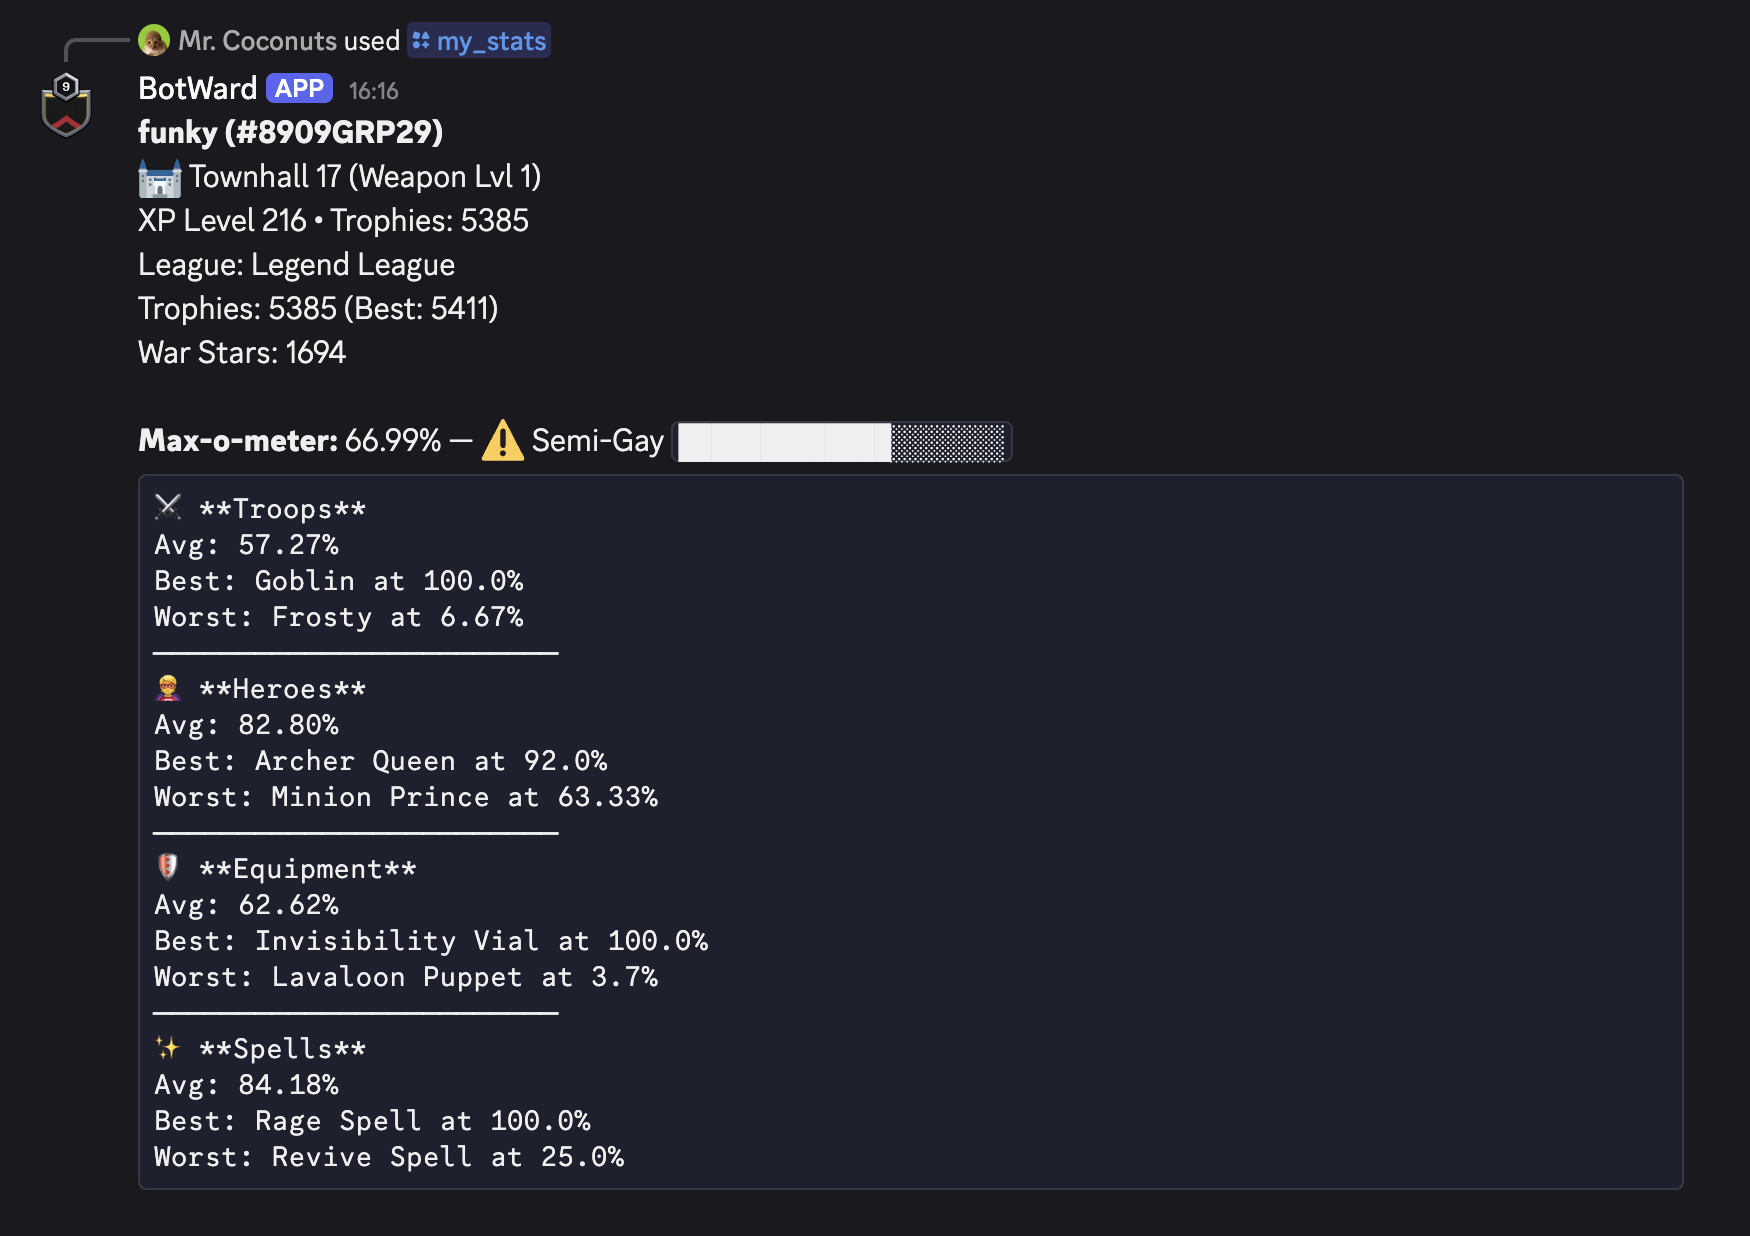 Mr. Coconuts used my_stats
9
BotWard APP 16:16
funky (#8909GRP29)
Townhall 17 (Weapon Lvl 1)
XP Level 216 • Trophies: 5385
League: Legend League
Trophies: 5385 (Best: 5411)
War Stars: 1694
Max-o-meter: 66.99% — ⚠️ Semi-Gay
**Troops**
Avg: 57.27%
Best: Goblin at 100.0%
Worst: Frosty at 6.67%
**Heroes**
Avg: 82.80%
Best: Archer Queen at 92.0%
Worst: Minion Prince at 63.33%
**Equipment**
Avg: 62.62%
Best: Invisibility Vial at 100.0%
Worst: Lavaloon Puppet at 3.7%
**Spells**
Avg: 84.18%
Best: Rage Spell at 100.0%
Worst: Revive Spell at 25.0%